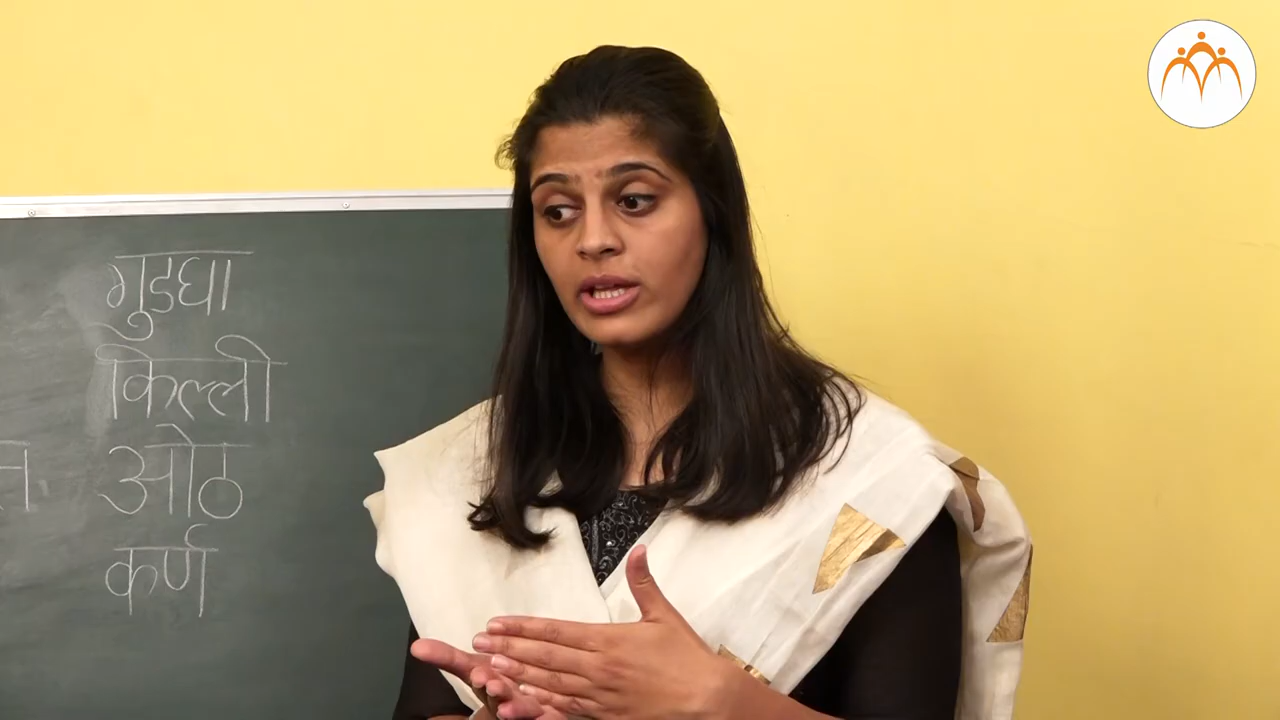 गुडघा
किल्ली
ओठ
कर्ण